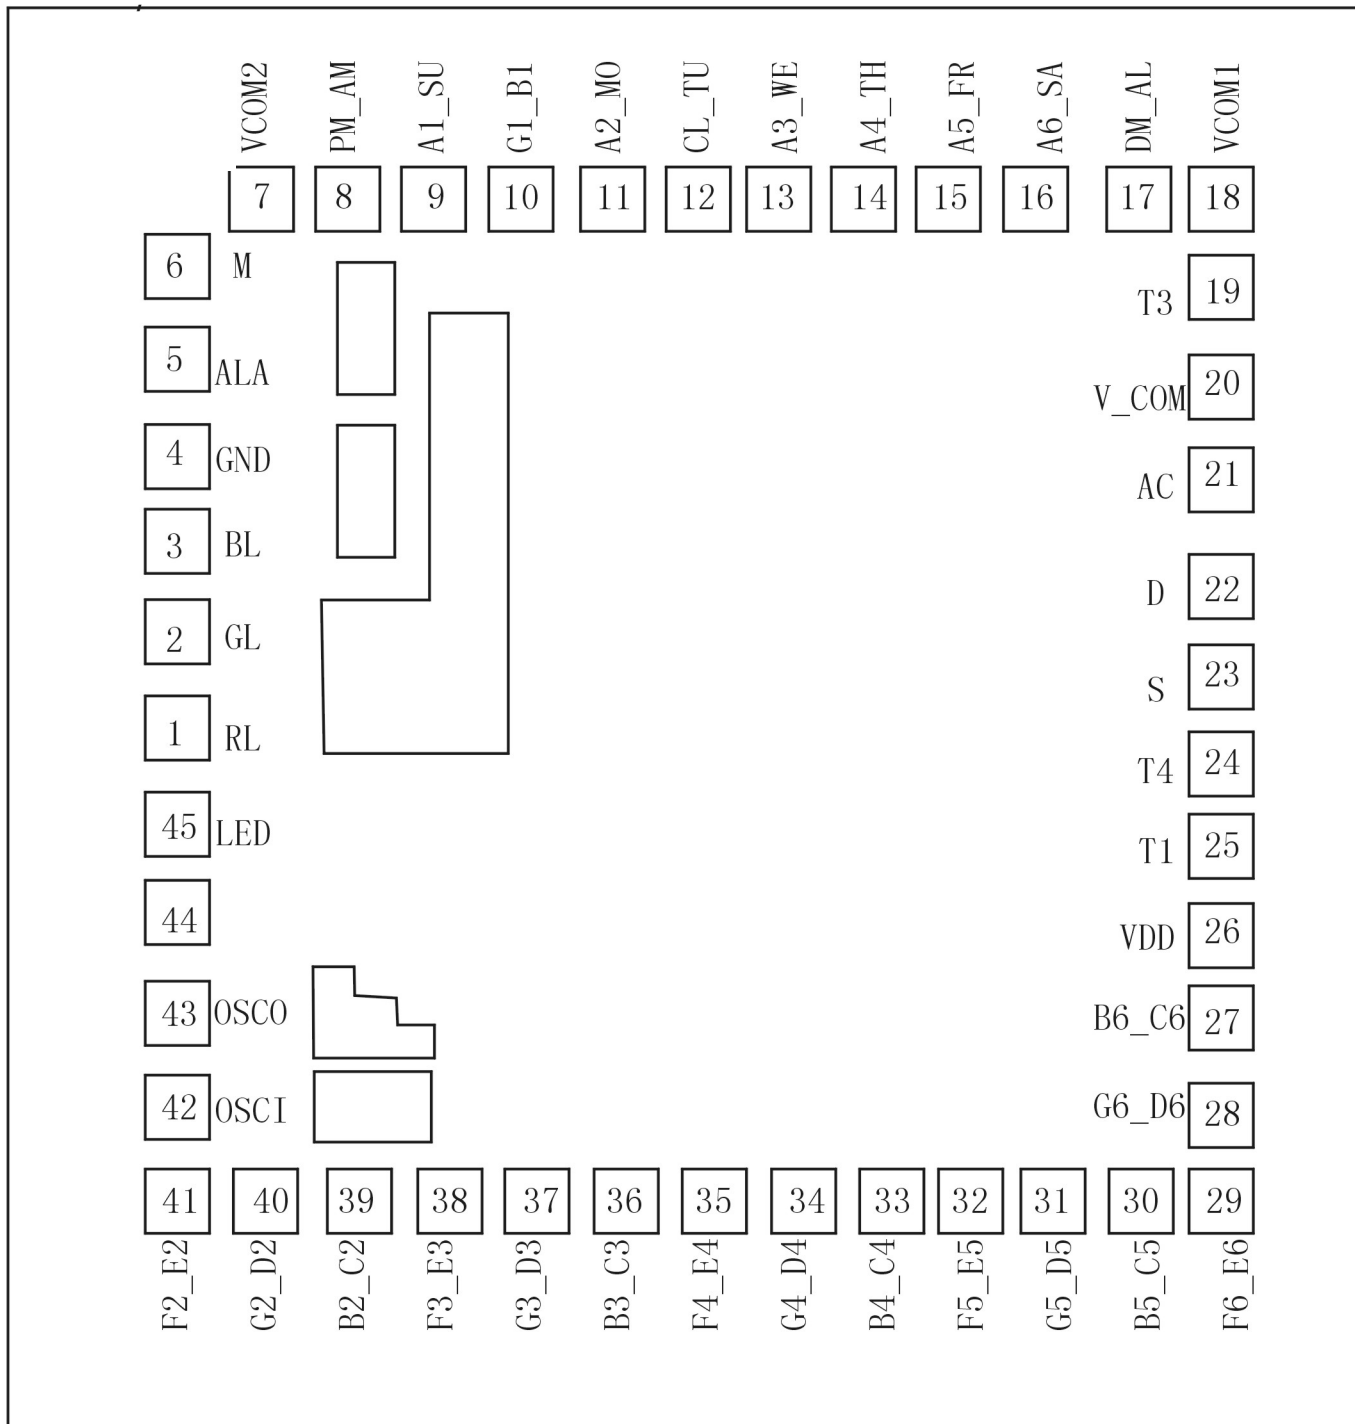 VCOM2
PM_AM
A1_SU
G1_B1
A2_MO
CL_TU
A3_WE
A4_TH
A5_FR
A6_SA
DM_AL
VCOM1
7
8
9
10
11
12
13
14
15
16
17
18
6 M
19
T3
5
ALA
20
V_COM
4
GND
21
AC
3 BL
22
D
2 GL
23
S
1
RL
24
T4
45
LED
25
T1
44
26
VDD
43 OSCO
B6_C6 27
42 OSCI
G6_D6 28
41
40
39
38
37
36
35
34
33
32
31
30
29
F2_E2
G2_D2
B2_C2
F3_E3
G3_D3
B3_C3
F4_E4
G4_D4
B4_C4
F5_E5
G5_D5
B5_C5
F6_E6